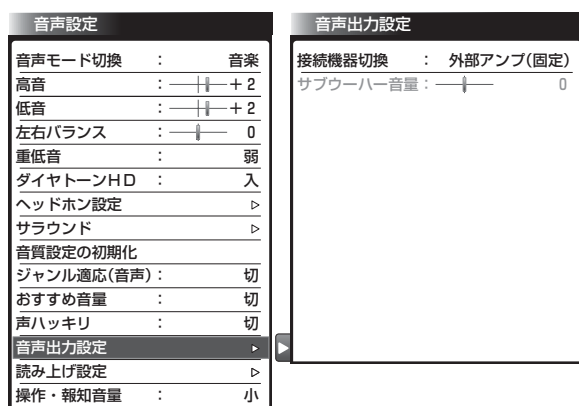 音声設定
音声モード切換 : 音楽
高音 : +2
低音 : +2
左右バランス : 0
重低音 : 弱
ダイヤトーンHD : 入
ヘッドホン設定
サラウンド
音質設定の初期化
ジャンル適応(音声) : 切
おすすめ音量 : 切
声ハッキリ : 切
音声出力設定
読み上げ設定
操作・報知音量 : 小
音声出力設定
接続機器切換 : 外部アンプ(固定)
サブウーハー音量 : 0